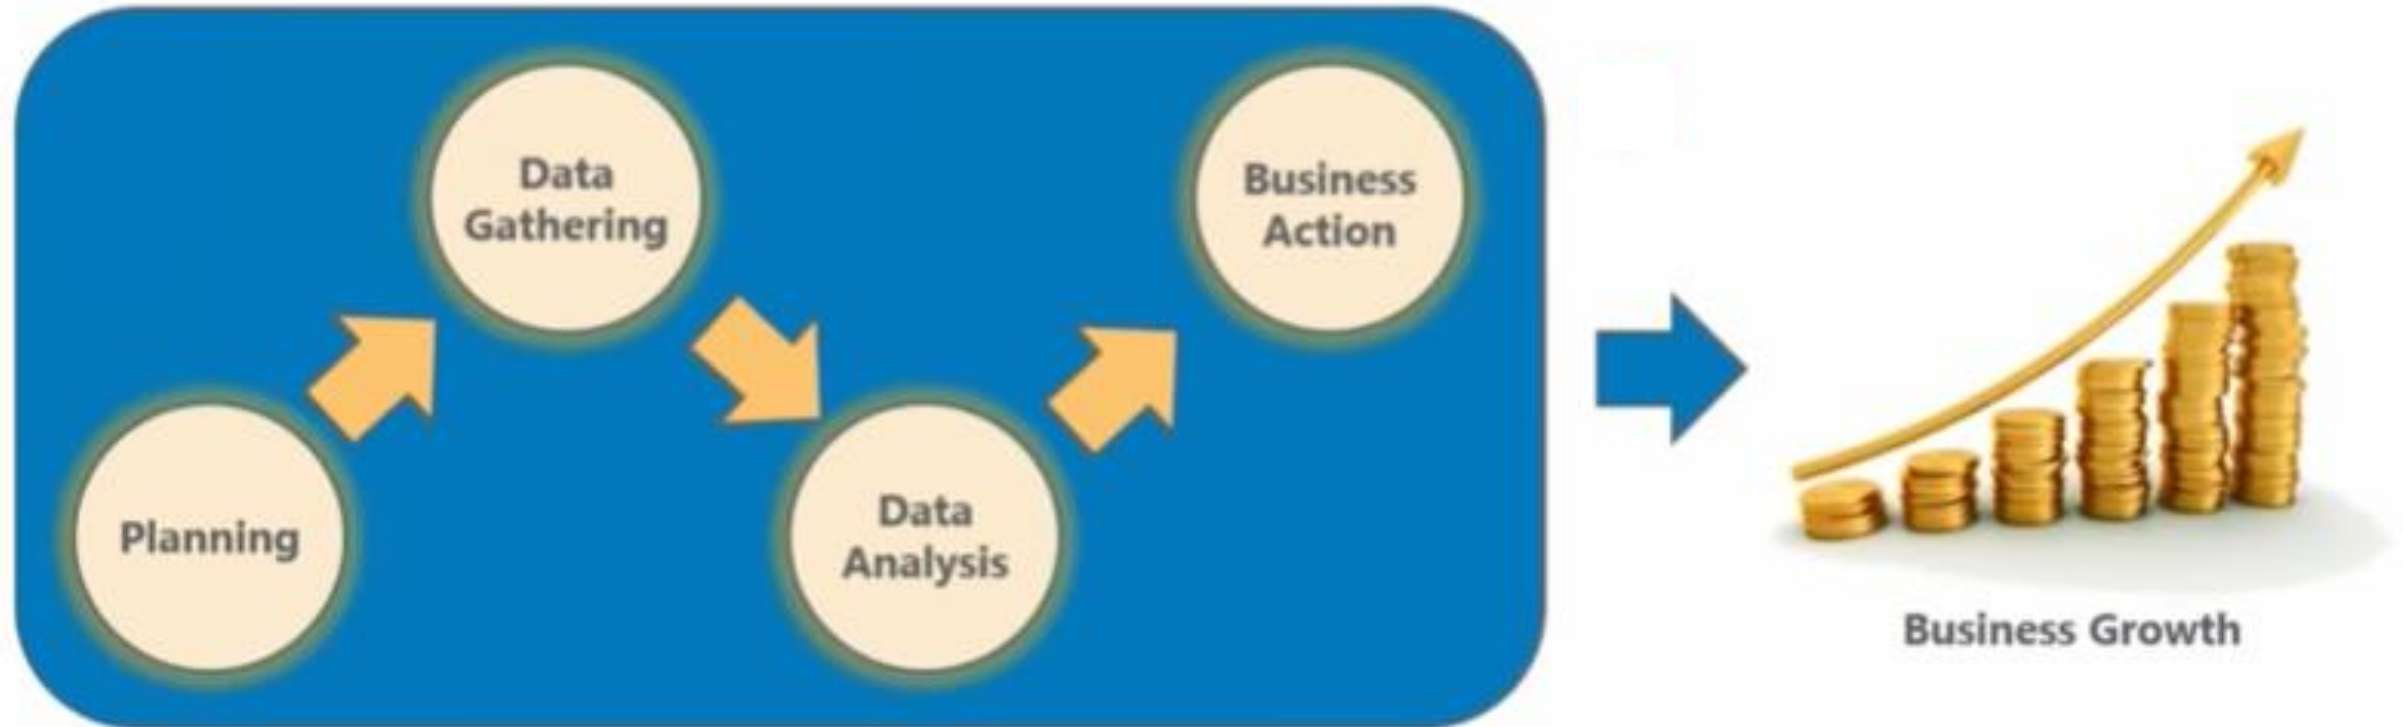 Data
Gathering
Business
Action
Planning
Data
Analysis
Business Growth